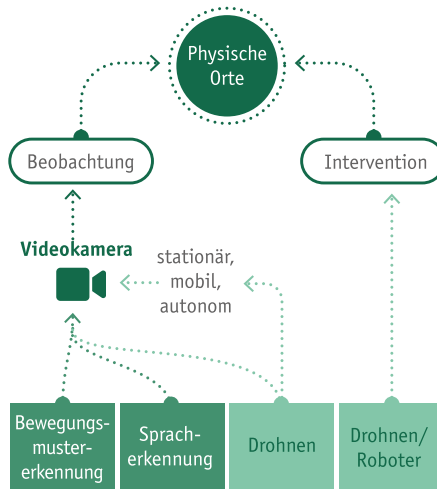 Physische
Orte
Beobachtung
Intervention
Videokamera
stationär,
mobil,
autonom
Bewegungs-
muster-
erkennung
Sprach-
erkennung
Drohnen
Drohnen/
Roboter